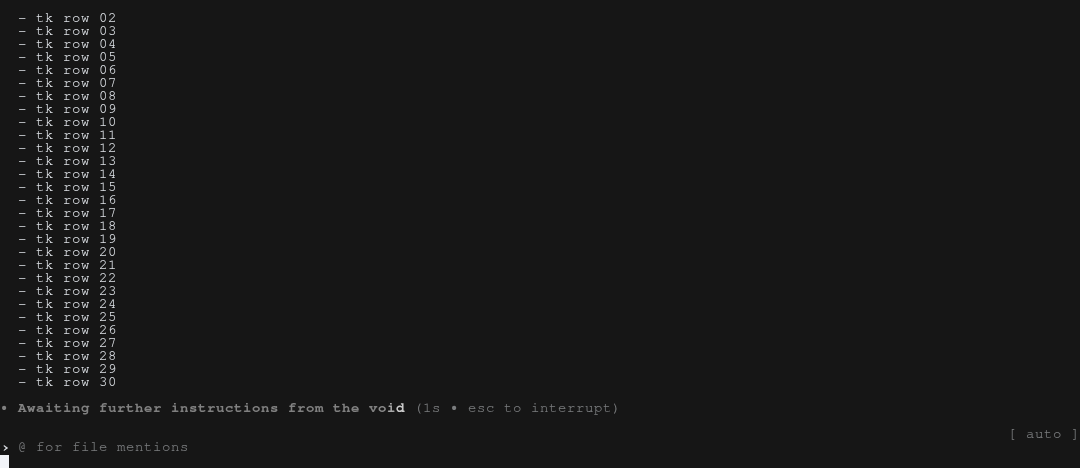 – tk row 02
– tk row 03
– tk row 04
– tk row 05
– tk row 06
– tk row 07
– tk row 08
– tk row 09
– tk row 10
– tk row 11
– tk row 12
– tk row 13
– tk row 14
– tk row 15
– tk row 16
– tk row 17
– tk row 18
– tk row 19
– tk row 20
– tk row 21
– tk row 22
– tk row 23
– tk row 24
– tk row 25
– tk row 26
– tk row 27
– tk row 28
– tk row 29
– tk row 30
• Awaiting further instructions from the void (1s • esc to interrupt)
[ auto ]
› @ for file mentions